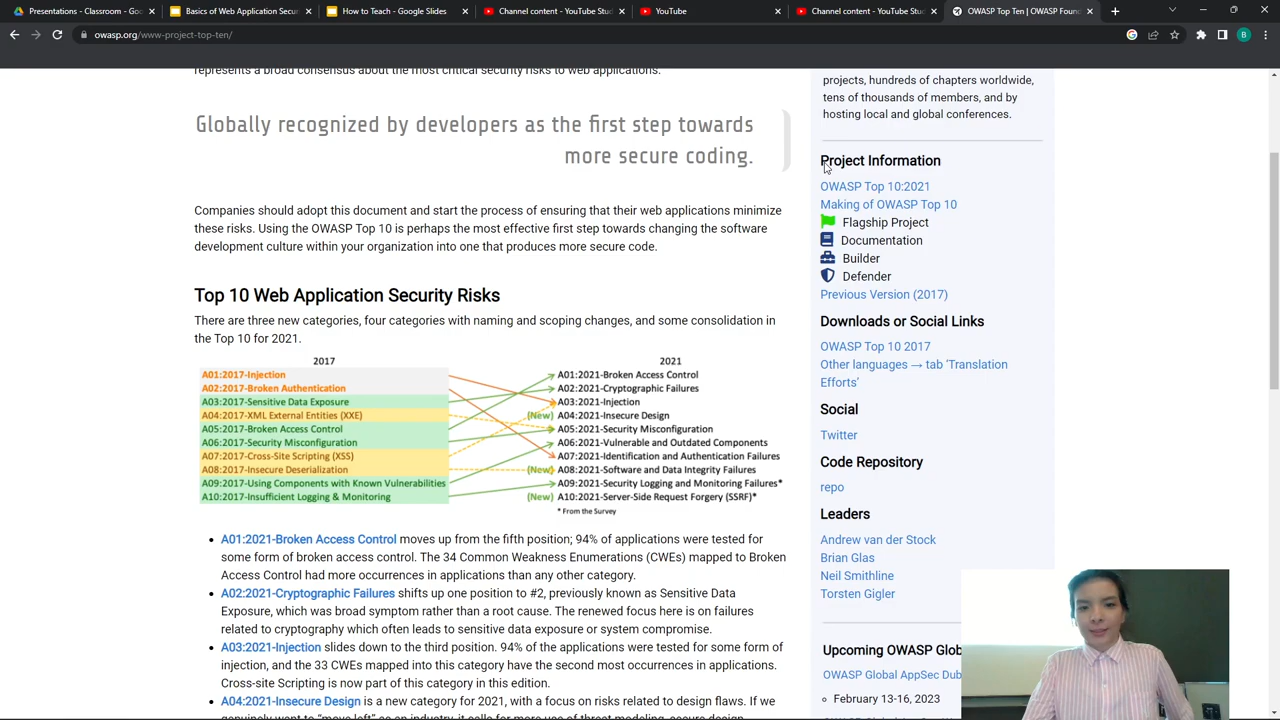 Presentations - Classroom - Goo
Basics of Web Application Secur
How to Teach - Google Slides
Channel content - YouTube Stu
YouTube
Channel content - YouTube Stud
OWASP Top Ten | OWASP Found
owasp.org/www-project-top-ten/
B
represents a broad consensus about the most critical security risks to web applications.
Globally recognized by developers as the first step towards
more secure coding.
Companies should adopt this document and start the process of ensuring that their web applications minimize
these risks. Using the OWASP Top 10 is perhaps the most effective first step towards changing the software
development culture within your organization into one that produces more secure code.
Top 10 Web Application Security Risks
There are three new categories, four categories with naming and scoping changes, and some consolidation in
the Top 10 for 2021.
2017
A01:2017-Injection
A02:2017-Broken Authentication
A03:2017-Sensitive Data Exposure
A04:2017-XML External Entities (XXE)
A05:2017-Broken Access Control
A06:2017-Security Misconfiguration
A07:2017-Cross-Site Scripting (XSS)
A08:2017-Insecure Deserialization
A09:2017-Using Components with Known Vulnerabilities
A10:2017-Insufficient Logging & Monitoring
2021
A01:2021-Broken Access Control
A02:2021-Cryptographic Failures
A03:2021-Injection
(New) A04:2021-Insecure Design
A05:2021-Security Misconfiguration
A06:2021-Vulnerable and Outdated Components
A07:2021-Identification and Authentication Failures
(New) A08:2021-Software and Data Integrity Failures
A09:2021-Security Logging and Monitoring Failures*
(New) A10:2021-Server-Side Request Forgery (SSRF)*
* From the Survey
A01:2021-Broken Access Control moves up from the fifth position; 94% of applications were tested for
some form of broken access control. The 34 Common Weakness Enumerations (CWEs) mapped to Broken
Access Control had more occurrences in applications than any other category.
A02:2021-Cryptographic Failures shifts up one position to #2, previously known as Sensitive Data
Exposure, which was broad symptom rather than a root cause. The renewed focus here is on failures
related to cryptography which often leads to sensitive data exposure or system compromise.
A03:2021-Injection slides down to the third position. 94% of the applications were tested for some form of
injection, and the 33 CWEs mapped into this category have the second most occurrences in applications.
Cross-site Scripting is now part of this category in this edition.
A04:2021-Insecure Design is a new category for 2021, with a focus on risks related to design flaws. If we
genuinely want to "move left" as an industry, it calls for more use of threat modeling, secure design
projects, hundreds of chapters worldwide,
tens of thousands of members, and by
hosting local and global conferences.
Project Information
OWASP Top 10:2021
Making of OWASP Top 10
Flagship Project
Documentation
Builder
Defender
Previous Version (2017)
Downloads or Social Links
OWASP Top 10 2017
Other languages → tab ‘Translation
Efforts’
Social
Twitter
Code Repository
repo
Leaders
Andrew van der Stock
Brian Glas
Neil Smithline
Torsten Gigler
Upcoming OWASP Glob
OWASP Global AppSec Dub
February 13-16, 2023